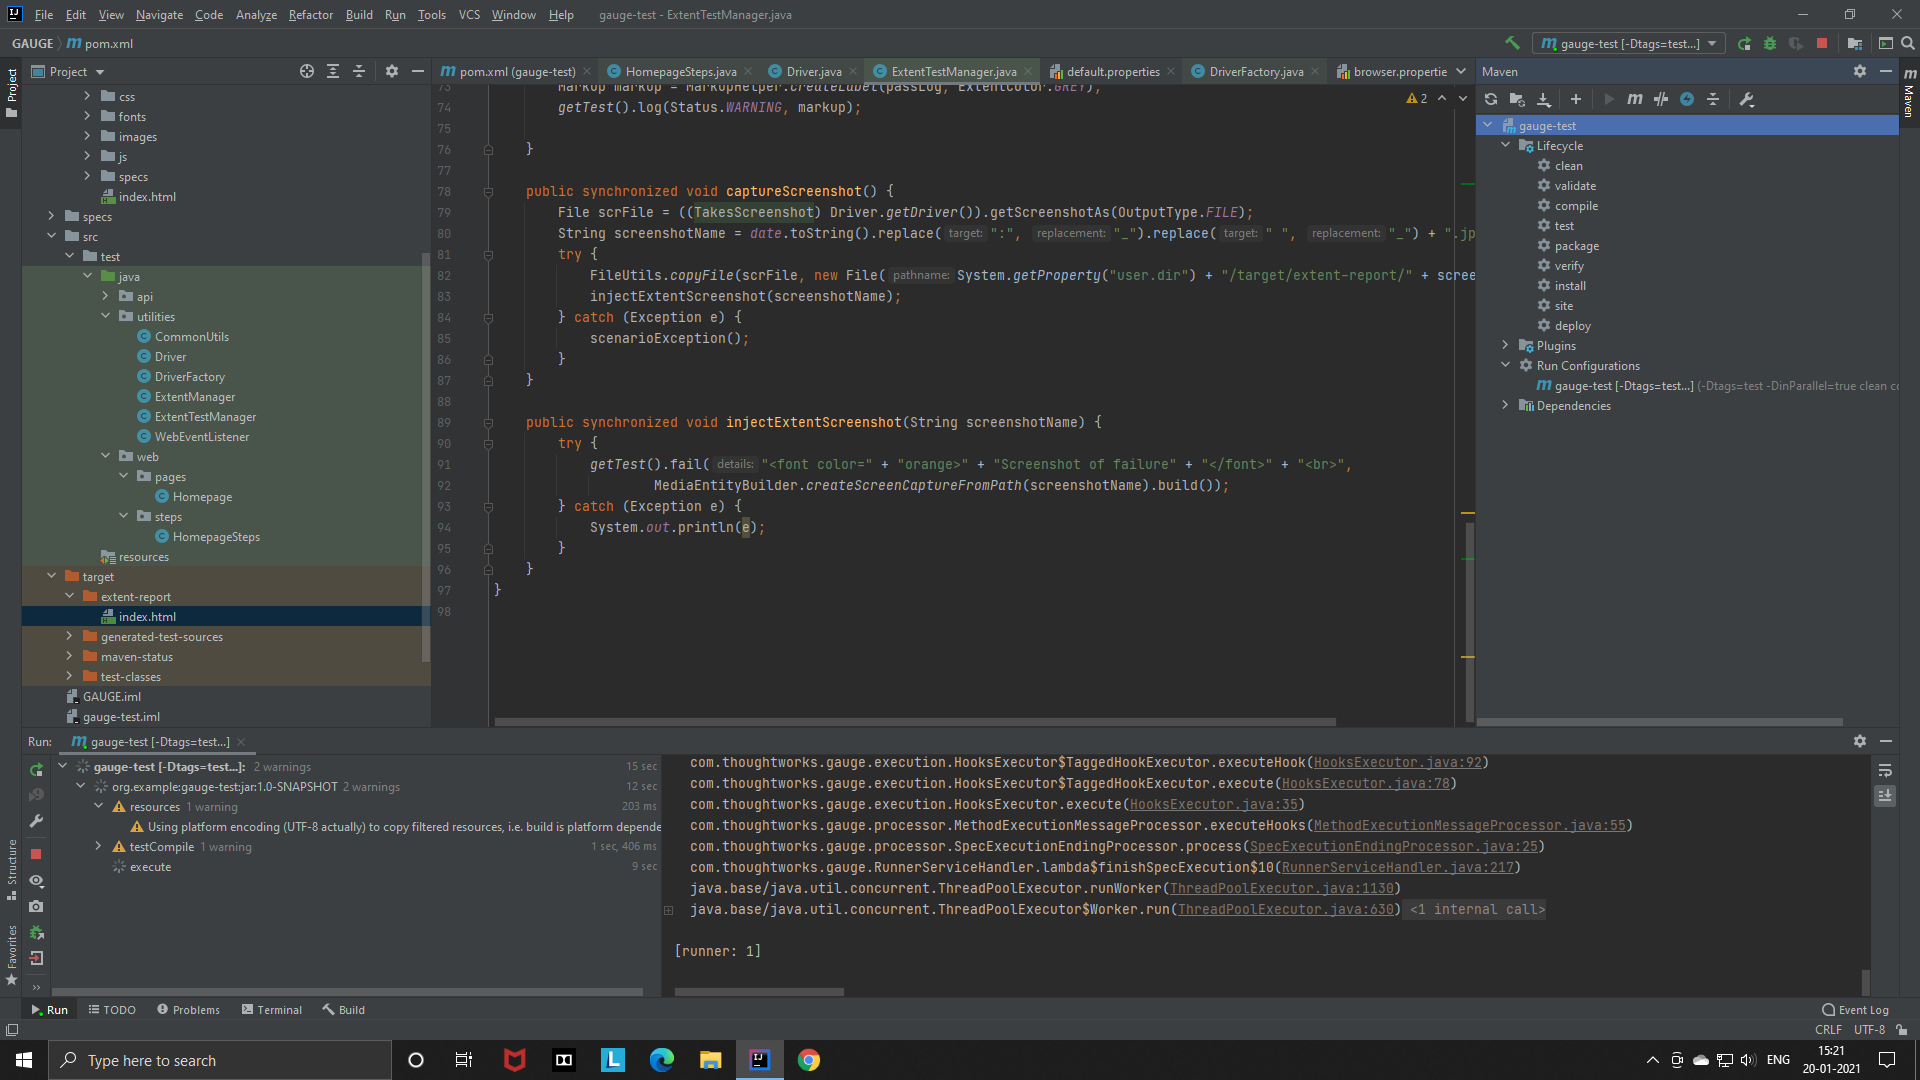 File Edit View Navigate Code Analyze Refactor Build Run Tools VCS Window Help gauge-test - ExtentTestManager.java
GAUGE pom.xml
gauge-test [-Dtags=test...]
Project
pom.xml (gauge-test) HomepageSteps.java Driver.java ExtentTestManager.java default.properties DriverFactory.java browser.propertie
Maven
Project
css
fonts
images
js
specs
index.html
specs
src
test
java
api
utilities
CommonUtils
Driver
DriverFactory
ExtentManager
ExtentTestManager
WebEventListener
web
pages
Homepage
steps
HomepageSteps
resources
target
extent-report
index.html
generated-test-sources
maven-status
test-classes
GAUGE.iml
gauge-test.iml
73 Markup markup = MarkupHelper.createLabel(passLog, ExtentColor.GREY);
2
74 getTest().log(Status.WARNING, markup);
75
76 }
77
78 public synchronized void captureScreenshot() {
79 File scrFile = ((TakesScreenshot) Driver.getDriver()).getScreenshotAs(OutputType.FILE);
80 String screenshotName = date.toString().replace( target: ":", replacement: "_").replace( target: " ", replacement: "_") + ".jp
81 try {
82 FileUtils.copyFile(scrFile, new File( pathname: System.getProperty("user.dir") + "/target/extent-report/" + scree
83 injectExtentScreenshot(screenshotName);
84 } catch (Exception e) {
85 scenarioException();
86 }
87 }
88
89 public synchronized void injectExtentScreenshot(String screenshotName) {
90 try {
91 getTest().fail( details: "<font color=" + "orange>" + "Screenshot of failure" + "</font>" + "<br>",
92 MediaEntityBuilder.createScreenCaptureFromPath(screenshotName).build());
93 } catch (Exception e) {
94 System.out.println(e);
95 }
96 }
97 }
98
gauge-test
Lifecycle
clean
validate
compile
test
package
verify
install
site
deploy
Plugins
Run Configurations
gauge-test [-Dtags=test...] (-Dtags=test -DinParallel=true clean co
Dependencies
Maven
Run: gauge-test [-Dtags=test...]
gauge-test [-Dtags=test...]: 2 warnings 15 sec
org.example:gauge-test:jar:1.0-SNAPSHOT 2 warnings 12 sec
resources 1 warning 203 ms
Using platform encoding (UTF-8 actually) to copy filtered resources, i.e. build is platform depende
testCompile 1 warning 1 sec, 406 ms
execute 9 sec
com.thoughtworks.gauge.execution.HooksExecutor$TaggedHookExecutor.executeHook(HooksExecutor.java:92)
com.thoughtworks.gauge.execution.HooksExecutor$TaggedHookExecutor.execute(HooksExecutor.java:78)
com.thoughtworks.gauge.execution.HooksExecutor.execute(HooksExecutor.java:35)
com.thoughtworks.gauge.processor.MethodExecutionMessageProcessor.executeHooks(MethodExecutionMessageProcessor.java:55)
com.thoughtworks.gauge.processor.SpecExecutionEndingProcessor.process(SpecExecutionEndingProcessor.java:25)
com.thoughtworks.gauge.RunnerServiceHandler.lambda$finishSpecExecution$10(RunnerServiceHandler.java:217)
java.base/java.util.concurrent.ThreadPoolExecutor.runWorker(ThreadPoolExecutor.java:1130)
java.base/java.util.concurrent.ThreadPoolExecutor$Worker.run(ThreadPoolExecutor.java:630) <1 internal call>
[runner: 1]
Structure
Favorites
Run TODO Problems Terminal Build Event Log
CRLF UTF-8
Type here to search
ENG
15:21
20-01-2021